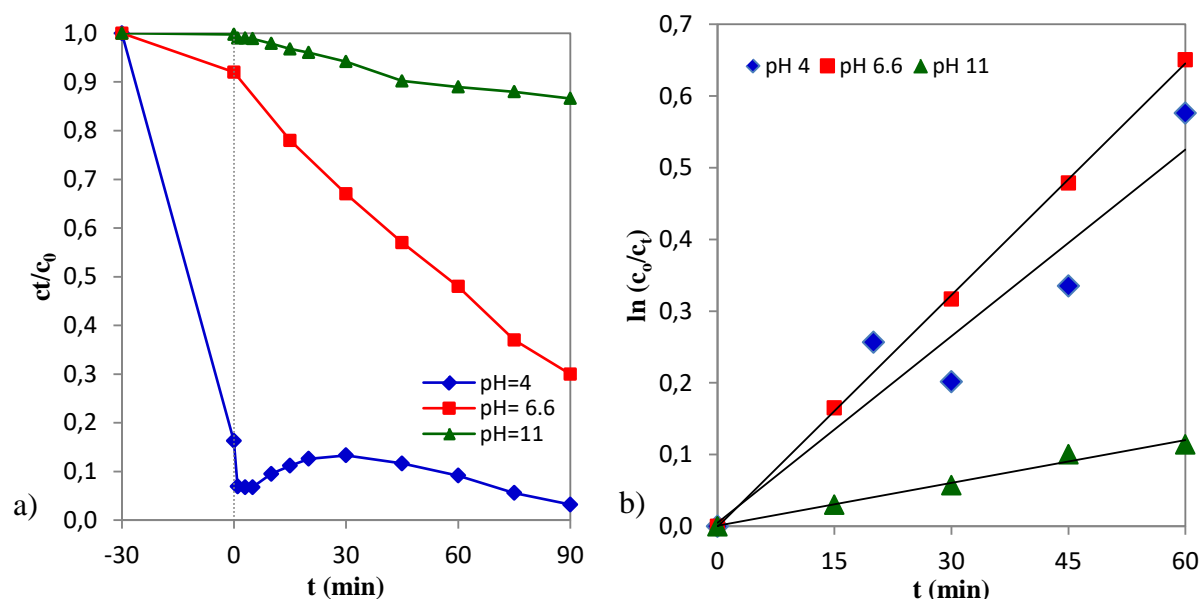 1,0
0,9
0,8
0,7
0,6
0,5
0,4
0,3
0,2
0,1
0,0
ct/c0
-30 0 30 60 90
t (min)
pH=4
pH= 6.6
pH=11
a)
0,7
0,6
0,5
0,4
0,3
0,2
0,1
0,0
ln (co/ct)
0 15 30 45 60
t (min)
pH 4 pH 6.6 pH 11
b)